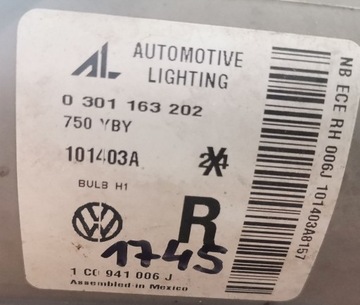 AL AUTOMOTIVE
LIGHTING
0 301 163 202
750 YBY
101403A
24
BULB H1
R
1745
1 C0 941 006 J
Assembled in Mexico
NB ECE RH 006J 101403A8157